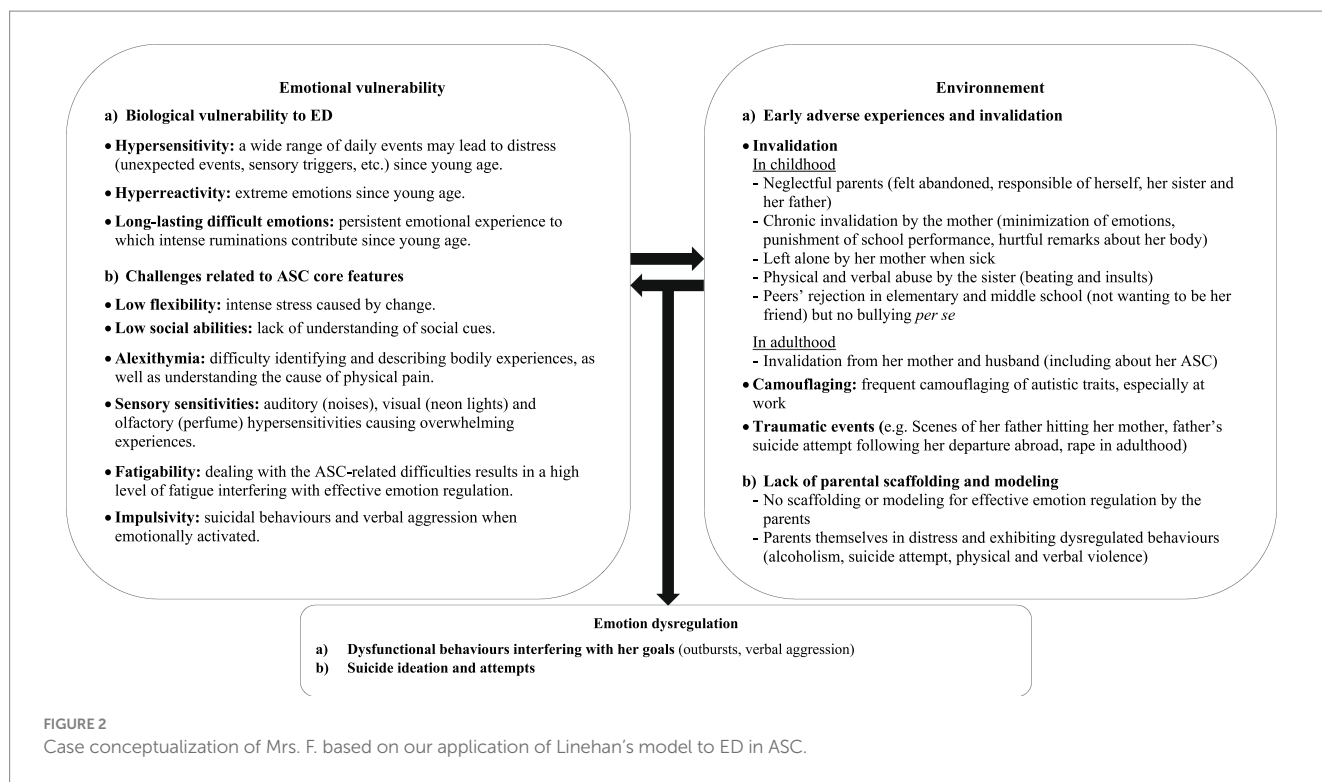 Emotional vulnerability
a) Biological vulnerability to ED
• Hypersensitivity: a wide range of daily events may lead to distress
(unexpected events, sensory triggers, etc.) since young age.
• Hyperreactivity: extreme emotions since young age.
• Long-lasting difficult emotions: persistent emotional experience to
which intense ruminations contribute since young age.
b) Challenges related to ASC core features
• Low flexibility: intense stress caused by change.
• Low social abilities: lack of understanding of social cues.
• Alexithymia: difficulty identifying and describing bodily experiences, as
well as understanding the cause of physical pain.
• Sensory sensitivities: auditory (noises), visual (neon lights) and
olfactory (perfume) hypersensitivities causing overwhelming
experiences.
• Fatigability: dealing with the ASC-related difficulties results in a high
level of fatigue interfering with effective emotion regulation.
• Impulsivity: suicidal behaviours and verbal aggression when
emotionally activated.
Environnement
a) Early adverse experiences and invalidation
• Invalidation
In childhood
- Neglectful parents (felt abandoned, responsible of herself, her sister and
her father)
- Chronic invalidation by the mother (minimization of emotions,
punishment of school performance, hurtful remarks about her body)
- Left alone by her mother when sick
- Physical and verbal abuse by the sister (beating and insults)
- Peers' rejection in elementary and middle school (not wanting to be her
friend) but no bullying per se
In adulthood
- Invalidation from her mother and husband (including about her ASC)
• Camouflaging: frequent camouflaging of autistic traits, especially at
work
• Traumatic events (e.g. Scenes of her father hitting her mother, father's
suicide attempt following her departure abroad, rape in adulthood)
b) Lack of parental scaffolding and modeling
- No scaffolding or modeling for effective emotion regulation by the
parents
- Parents themselves in distress and exhibiting dysregulated behaviours
(alcoholism, suicide attempt, physical and verbal violence)
Emotion dysregulation
a) Dysfunctional behaviours interfering with her goals (outbursts, verbal aggression)
b) Suicide ideation and attempts
FIGURE 2
Case conceptualization of Mrs. F. based on our application of Linehan's model to ED in ASC.